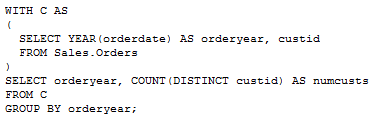 WITH C AS
(
  SELECT YEAR(orderdate) AS orderyear, custid
  FROM Sales.Orders
)
SELECT orderyear, COUNT(DISTINCT custid) AS numcusts
FROM C
GROUP BY orderyear;